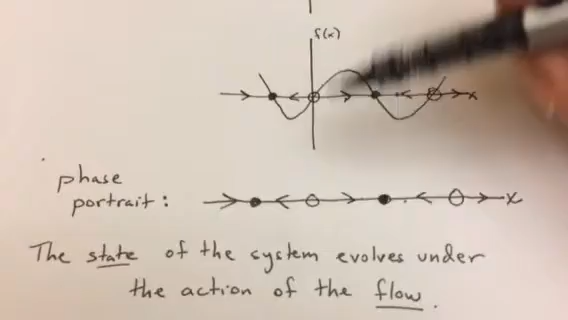 f(x)
x
phase
portrait:
x
The state of the system evolves under
the action of the flow.